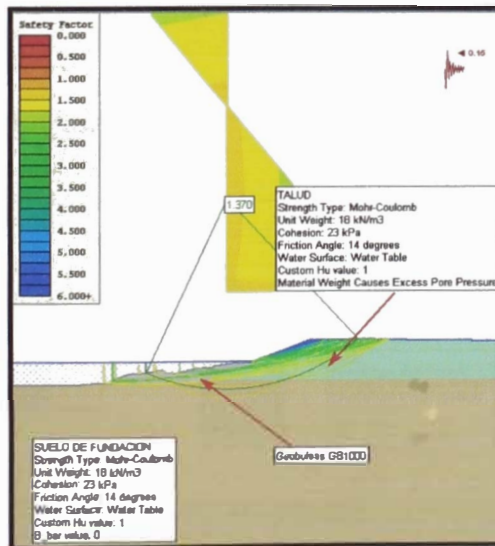 Safety Factor
0.000
0.500
1.000
1.500
2.000
2.500
3.000
3.500
4.000
4.500
5.000
5.500
6.000+
0.16
1.370
TALUD
Strength Type: Mohr-Coulomb
Unit Weight: 18 kN/m3
Cohesion: 23 kPa
Friction Angle: 14 degrees
Water Surface: Water Table
Custom Hu value: 1
Material Weight Causes Excess Pore Pressure
SUELO DE FUNDACION
Strength Type: Mohr-Coulomb
Unit Weight: 18 kN/m3
Cohesion: 23 kPa
Friction Angle: 14 degrees
Water Surface: Water Table
Custom Hu value: 1
B_bar value: 0
Geobolsas GB1000